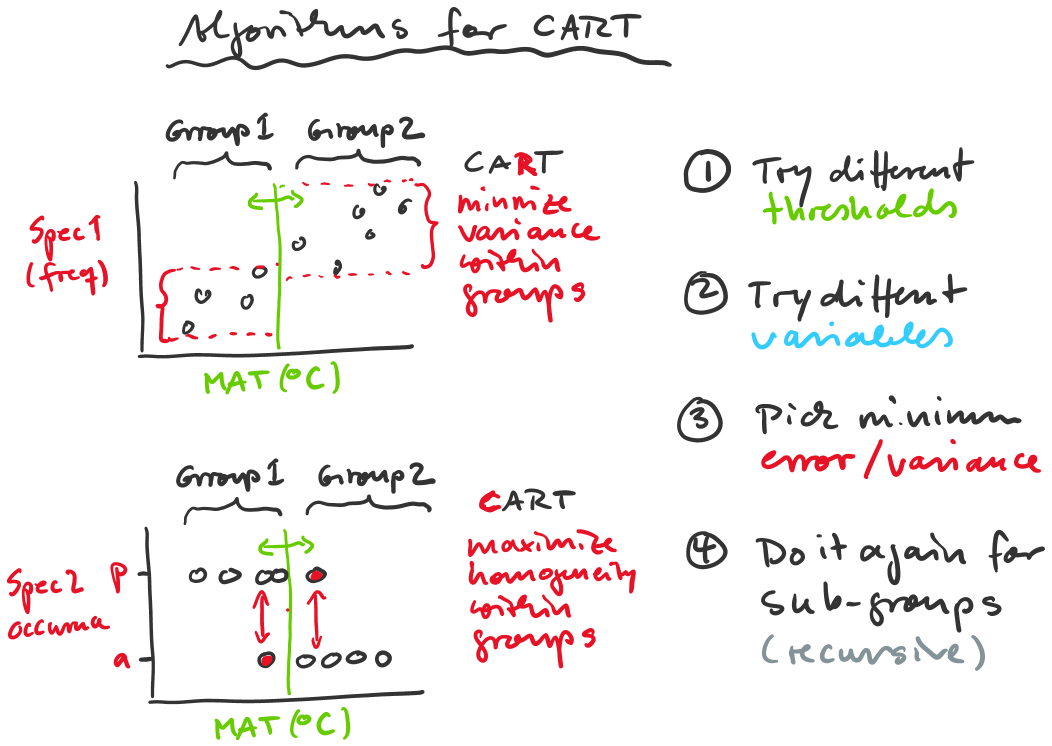 Algorithms for CART
Group 1 Group 2
Spec 1
(freq)
MAT (°C)
CART
minimize
variance
within
groups
Group 1 Group 2
Spec 2
occurna
p
a
MAT (°C)
CART
maximize
homogeneity
within
groups
1 Try different
thresholds
2 Try different
variables
3 Pick minimum
error/variance
4 Do it again for
sub-groups
(recursive)